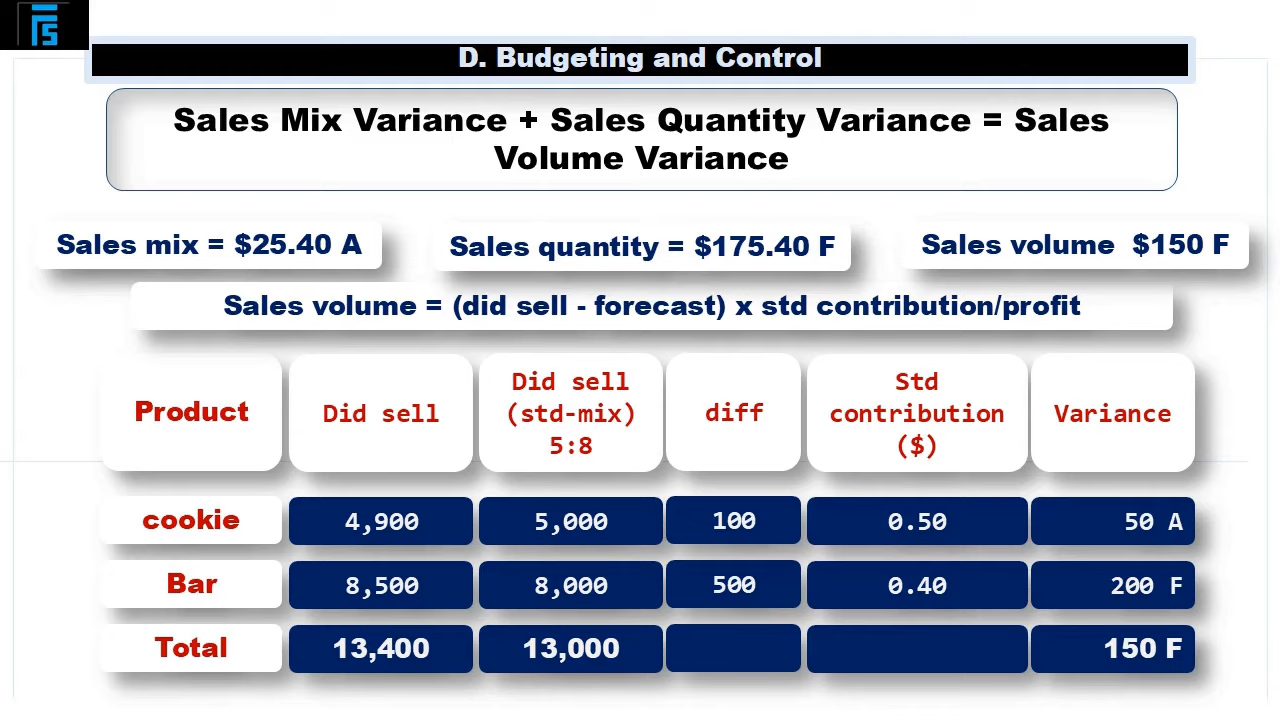 FS
D. Budgeting and Control
Sales Mix Variance + Sales Quantity Variance = Sales
Volume Variance
Sales mix = $25.40 A
Sales quantity = $175.40 F
Sales volume $150 F
Sales volume = (did sell - forecast) x std contribution/profit
Product
Did sell
Did sell
(std-mix)
5:8
diff
Std
contribution
($)
Variance
cookie 4,900 5,000 100 0.50 50 A
Bar 8,500 8,000 500 0.40 200 F
Total 13,400 13,000 150 F